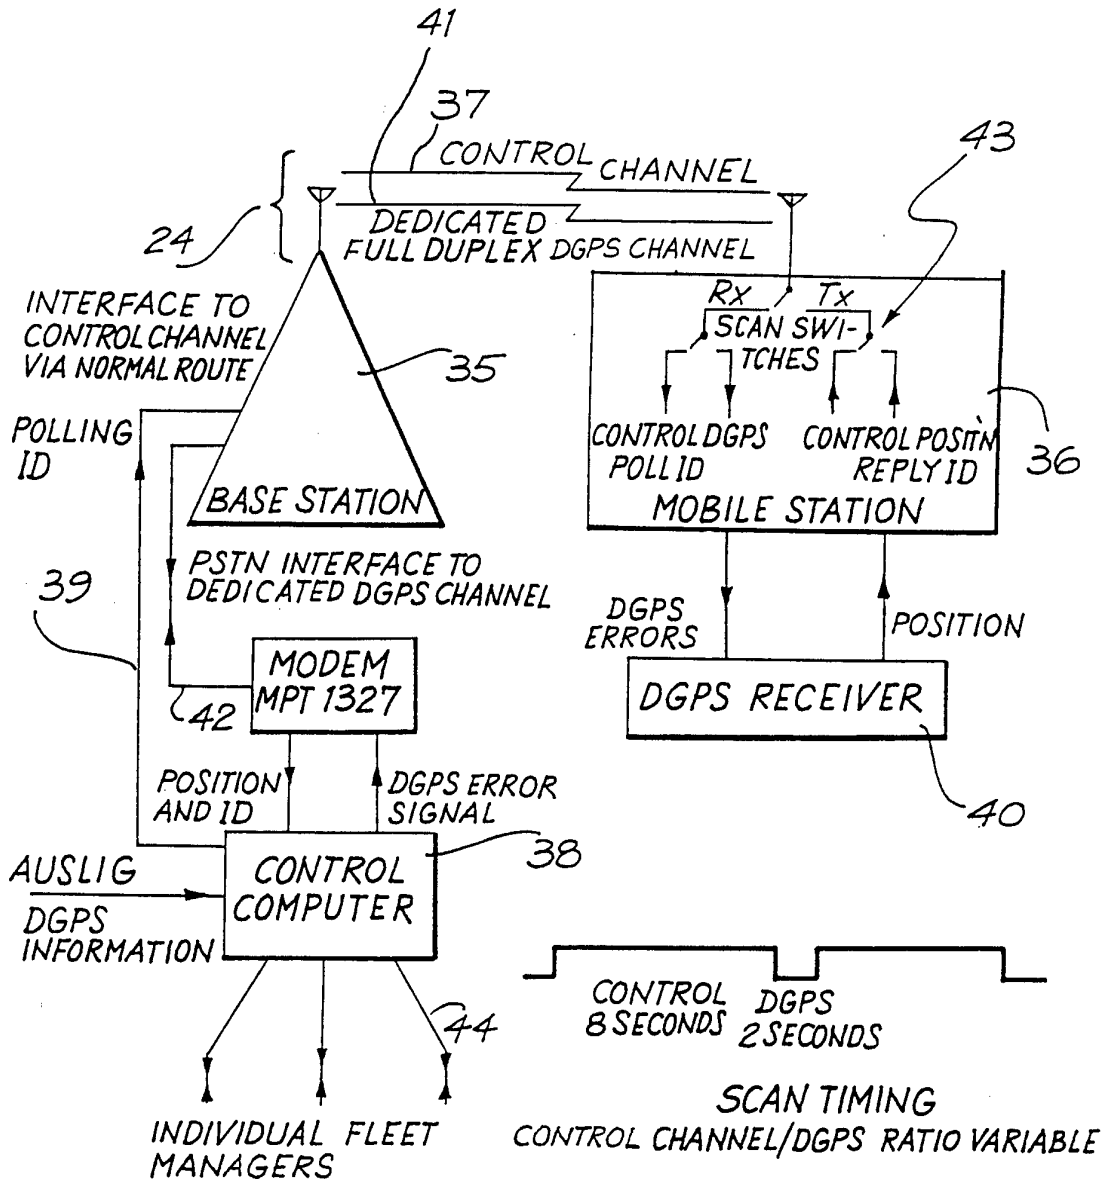 41
37
CONTROL CHANNEL
43
DEDICATED
FULL DUPLEX DGPS CHANNEL
24
INTERFACE TO
CONTROL CHANNEL
VIA NORMAL ROUTE
35
Rx Tx
SCAN SWI-
TCHES
POLLING
ID
CONTROL DGPS
POLL ID
CONTROL POSIT'N
REPLY ID
36
BASE STATION
MOBILE STATION
PSTN INTERFACE TO
DEDICATED DGPS CHANNEL
39
DGPS
ERRORS
POSITION
MODEM
MPT 1327
42
DGPS RECEIVER
40
POSITION
AND ID
DGPS ERROR
SIGNAL
38
AUSLIG
DGPS
INFORMATION
CONTROL
COMPUTER
44
CONTROL
8 SECONDS
DGPS
2 SECONDS
SCAN TIMING
CONTROL CHANNEL/DGPS RATIO VARIABLE
INDIVIDUAL FLEET
MANAGERS